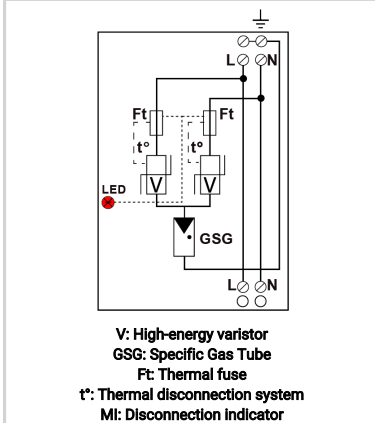 L N
Ft Ft
t° t°
V V
LED
GSG
L N
V: High-energy varistor
GSG: Specific Gas Tube
Ft: Thermal fuse
t°: Thermal disconnection system
MI: Disconnection indicator